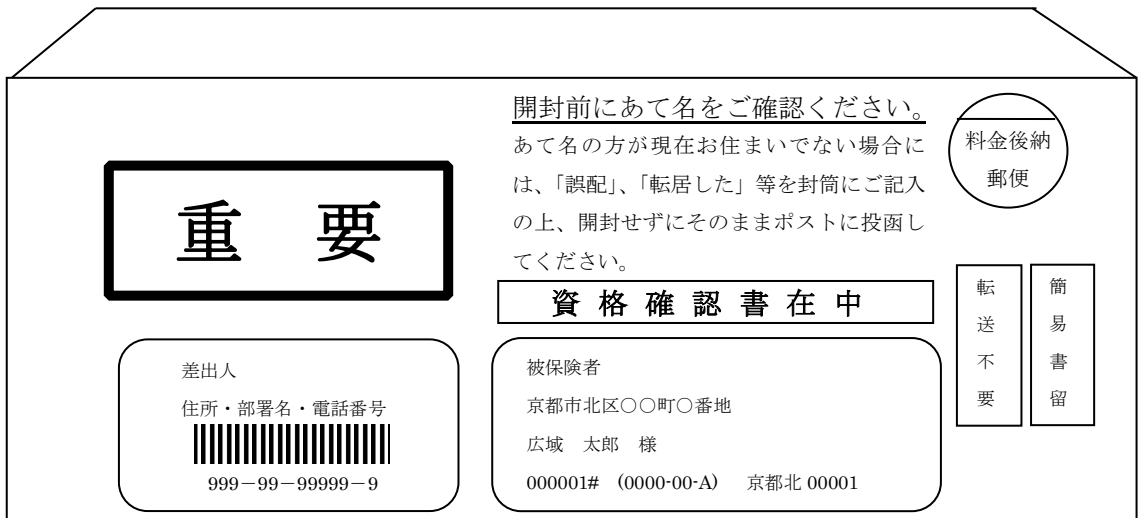 開封前にあて名をご確認ください。
あて名の方が現在お住まいでない場合に
は、「誤配」、「転居した」等を封筒にご記入
の上、開封せずにそのままポストに投函し
てください。
料金後納
郵便
重 要
資格確認書在中
転送不要
簡易書留
差出人
住所・部署名・電話番号
999－99－99999－9
被保険者
京都市北区○○町○番地
広域 太郎 様
000001# (0000-00-A) 京都北 00001